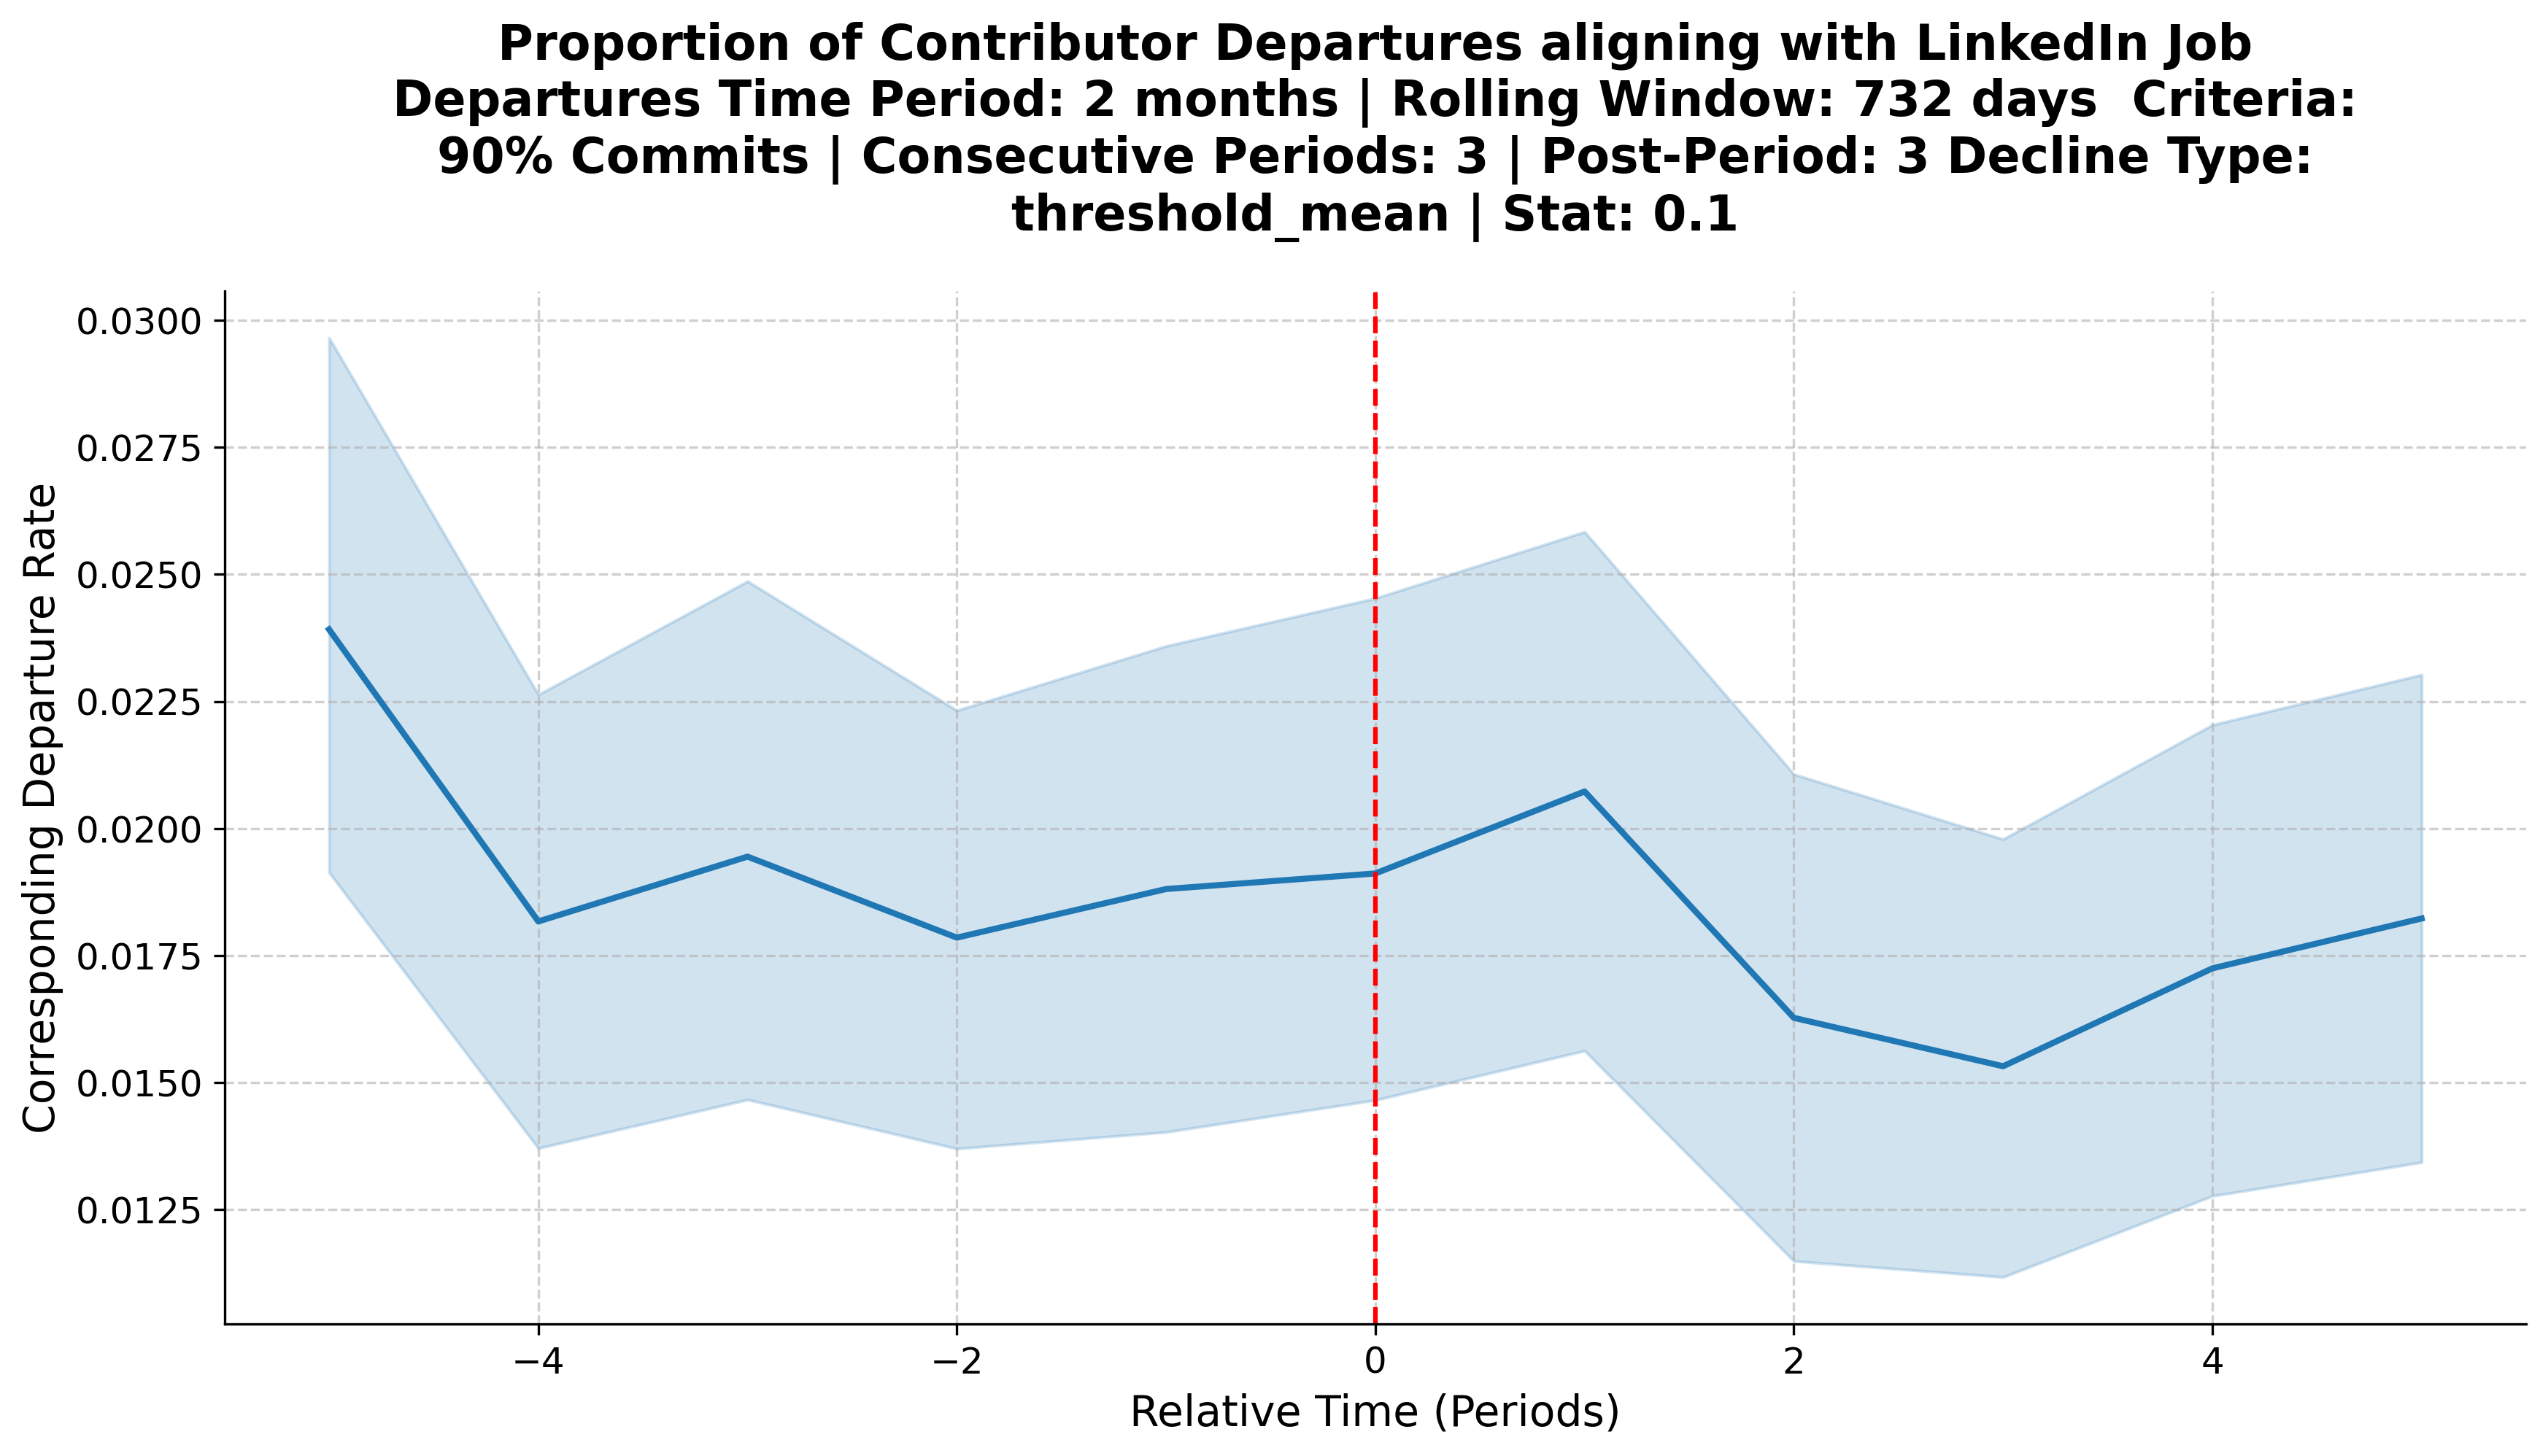 Proportion of Contributor Departures aligning with LinkedIn Job
Departures Time Period: 2 months | Rolling Window: 732 days  Criteria:
90% Commits | Consecutive Periods: 3 | Post-Period: 3 Decline Type:
threshold_mean | Stat: 0.1
Corresponding Departure Rate
0.0300
0.0275
0.0250
0.0225
0.0200
0.0175
0.0150
0.0125
−4
−2
0
2
4
Relative Time (Periods)